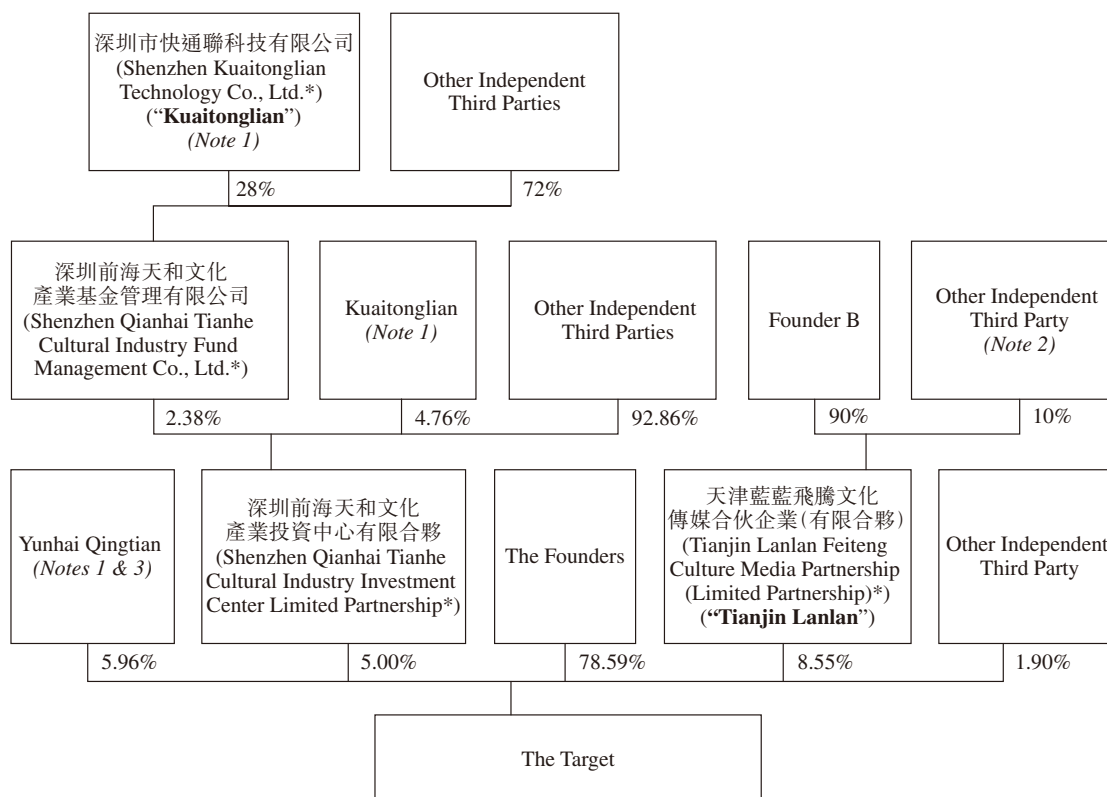 深圳市快通聯科技有限公司
(Shenzhen Kuaitonglian
Technology Co., Ltd.*)
(“Kuaitonglian”)
(Note 1)
Other Independent
Third Parties
28%
72%
深圳前海天和文化
產業基金管理有限公司
(Shenzhen Qianhai Tianhe
Cultural Industry Fund
Management Co., Ltd.*)
Kuaitonglian
(Note 1)
Other Independent
Third Parties
Founder B
Other Independent
Third Party
(Note 2)
2.38%
4.76%
92.86%
90%
10%
Yunhai Qingtian
(Notes 1 & 3)
深圳前海天和文化
產業投資中心有限合夥
(Shenzhen Qianhai Tianhe
Cultural Industry Investment
Center Limited Partnership*)
The Founders
天津藍藍飛騰文化
傳媒合伙企業(有限合夥)
(Tianjin Lanlan Feiteng
Culture Media Partnership
(Limited Partnership)*)
(“Tianjin Lanlan”)
Other Independent
Third Party
5.96%
5.00%
78.59%
8.55%
1.90%
The Target